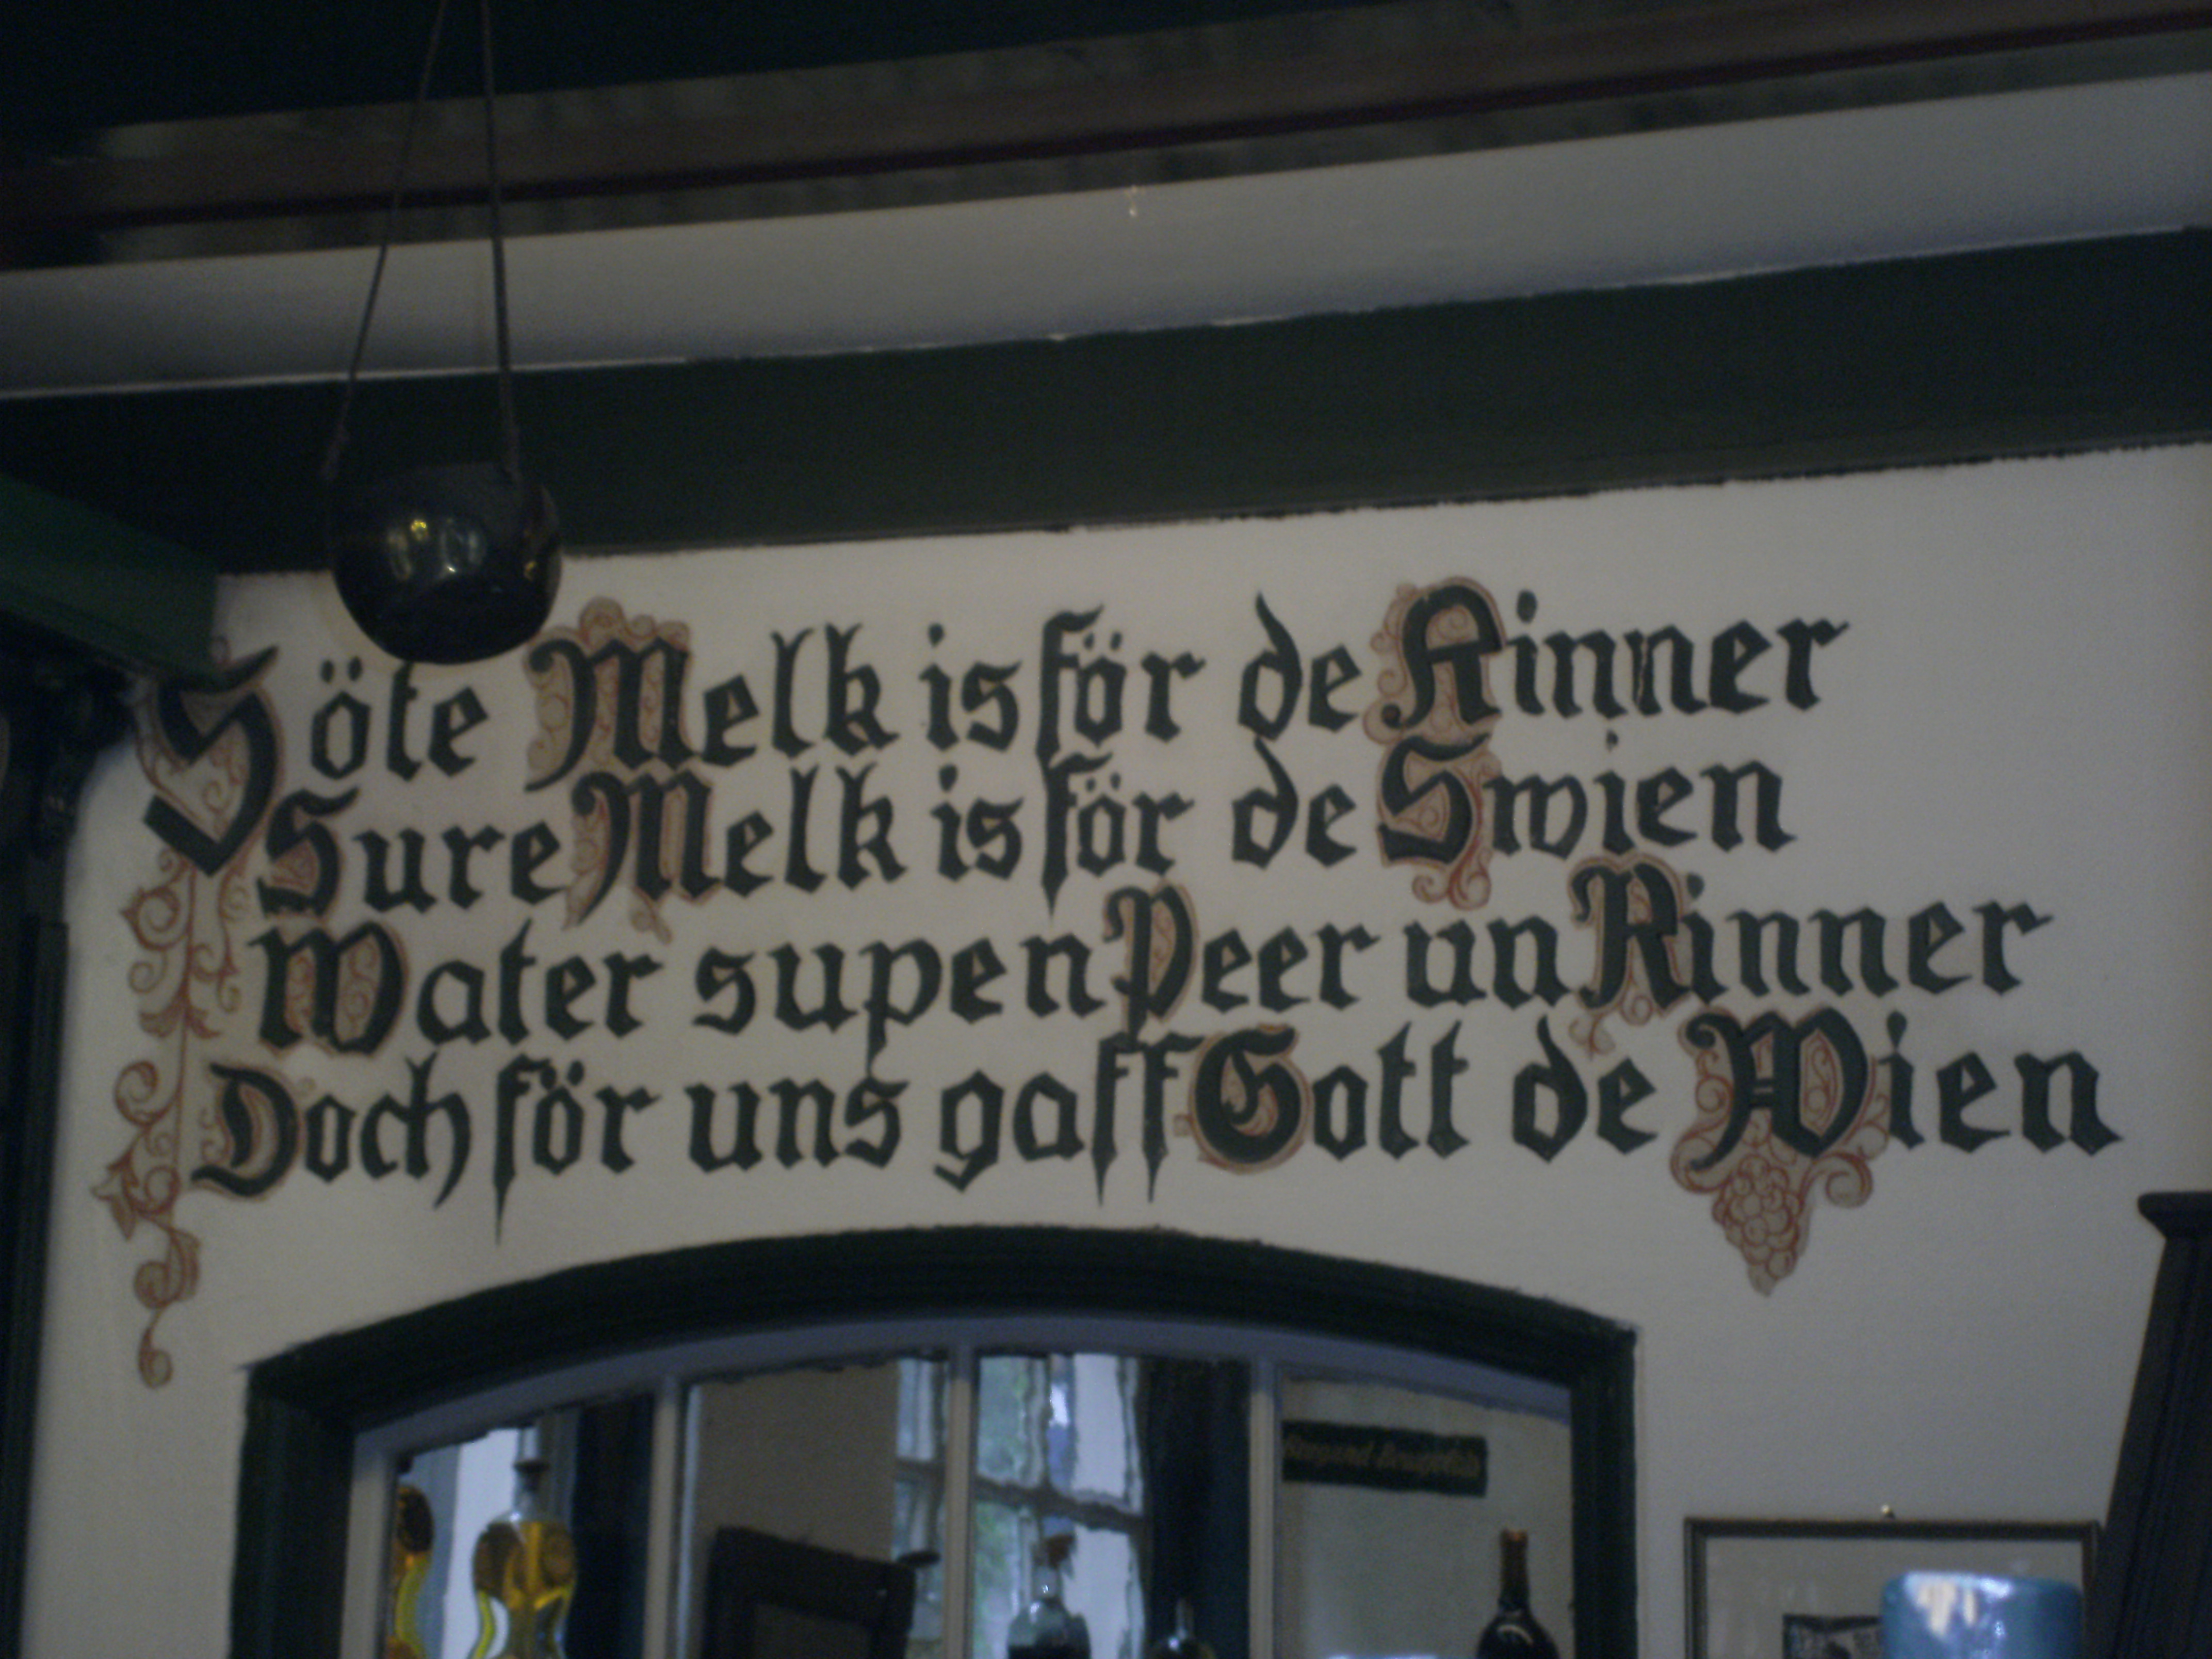 Söte Melk is för de Kinner
Sure Melk is för de Swien
Water supen Peer un Rinner
Doch för uns gaff Gott de Wien